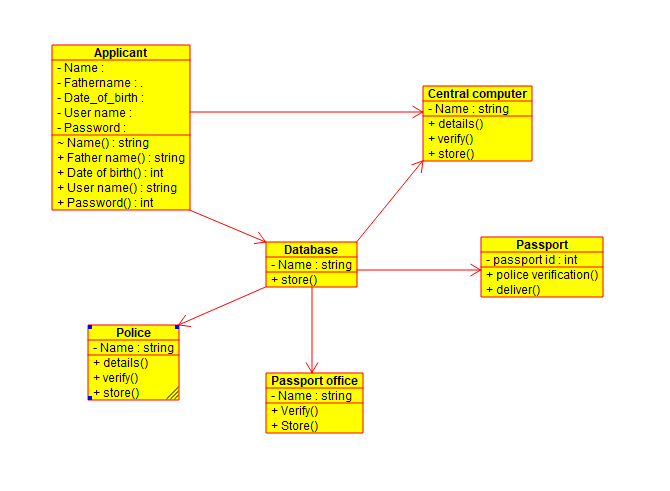 Applicant
- Name :
- Fathername : .
- Date_of_birth :
- User name :
- Password :
~ Name() : string
+ Father name() : string
+ Date of birth() : int
+ User name() : string
+ Password() : int
Central computer
- Name : string
+ details()
+ verify()
+ store()
Database
- Name : string
+ store()
Passport
- passport id : int
+ police verification()
+ deliver()
Police
- Name : string
+ details()
+ verify()
+ store()
Passport office
- Name : string
+ Verify()
+ Store()